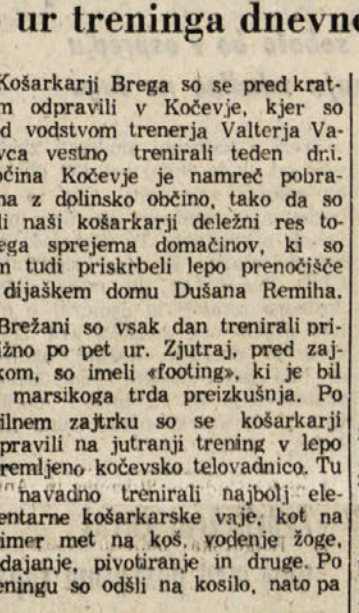 ur treninga dnevno
Košarkarji Brega so se pred krat-
m odpravili v Kočevje, kjer so
d vodstvom trenerja Valterja Va-
vca vestno trenirali teden dni.
čina Kočevje je namreč pobra-
na z dolinsko občino, tako da so
li naši košarkarji deležni res to-
ega sprejema domačinov, ki so
m tudi priskrbeli lepo prenočišče
dijaškem domu Dušana Remiha.
Brežani so vsak dan trenirali pri-
ižno po pet ur. Zjutraj, pred zaj-
kom, so imeli «footing», ki je bil
marsikoga trda preizkušnja. Po
ilnem zajtrku so se košarkarji
pravili na jutranji trening v lepo
remljeno kočevsko telovadnico. Tu
navadno trenirali najbolj ele-
entarne košarkarske vaje, kot na
imer met na koš, vodenje žoge,
dajanje, pivotiranje in druge. Po
eningu so odšli na kosilo, nato pa